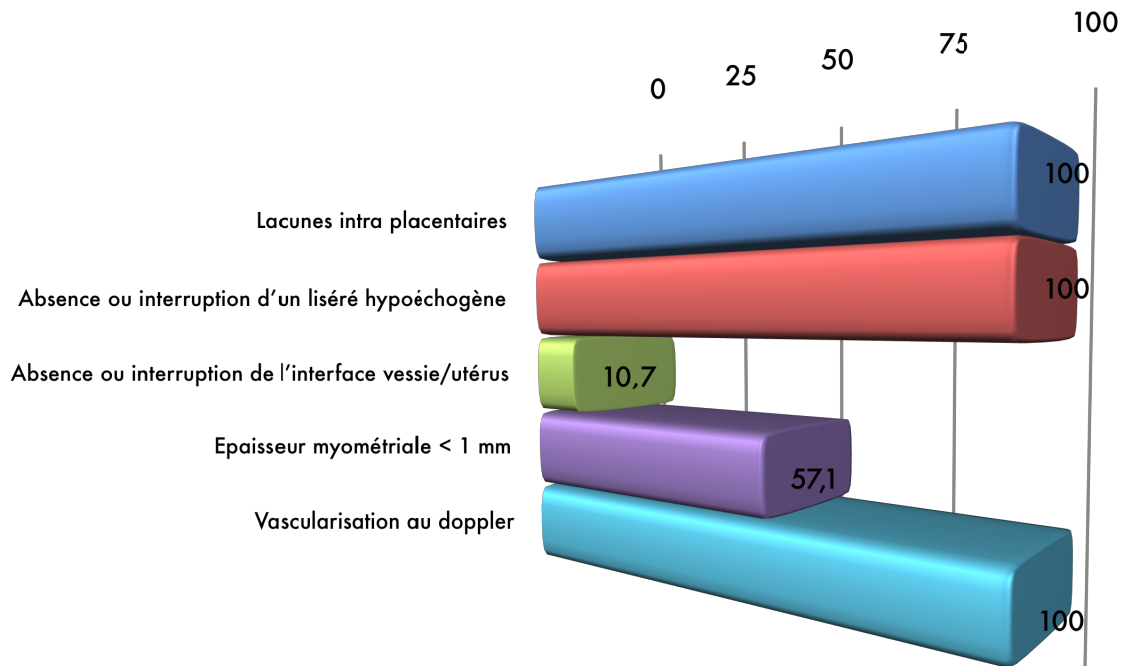 100
75
50
25
0
Lacunes intra placentaires
100
Absence ou interruption d'un liséré hypoéchogène
100
Absence ou interruption de l'interface vessie/utérus
10,7
Epaisseur myométriale < 1 mm
57,1
Vascularisation au doppler
100